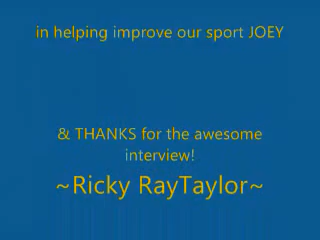 in helping improve our sport JOEY
& THANKS for the awesome
interview!
~Ricky RayTaylor~